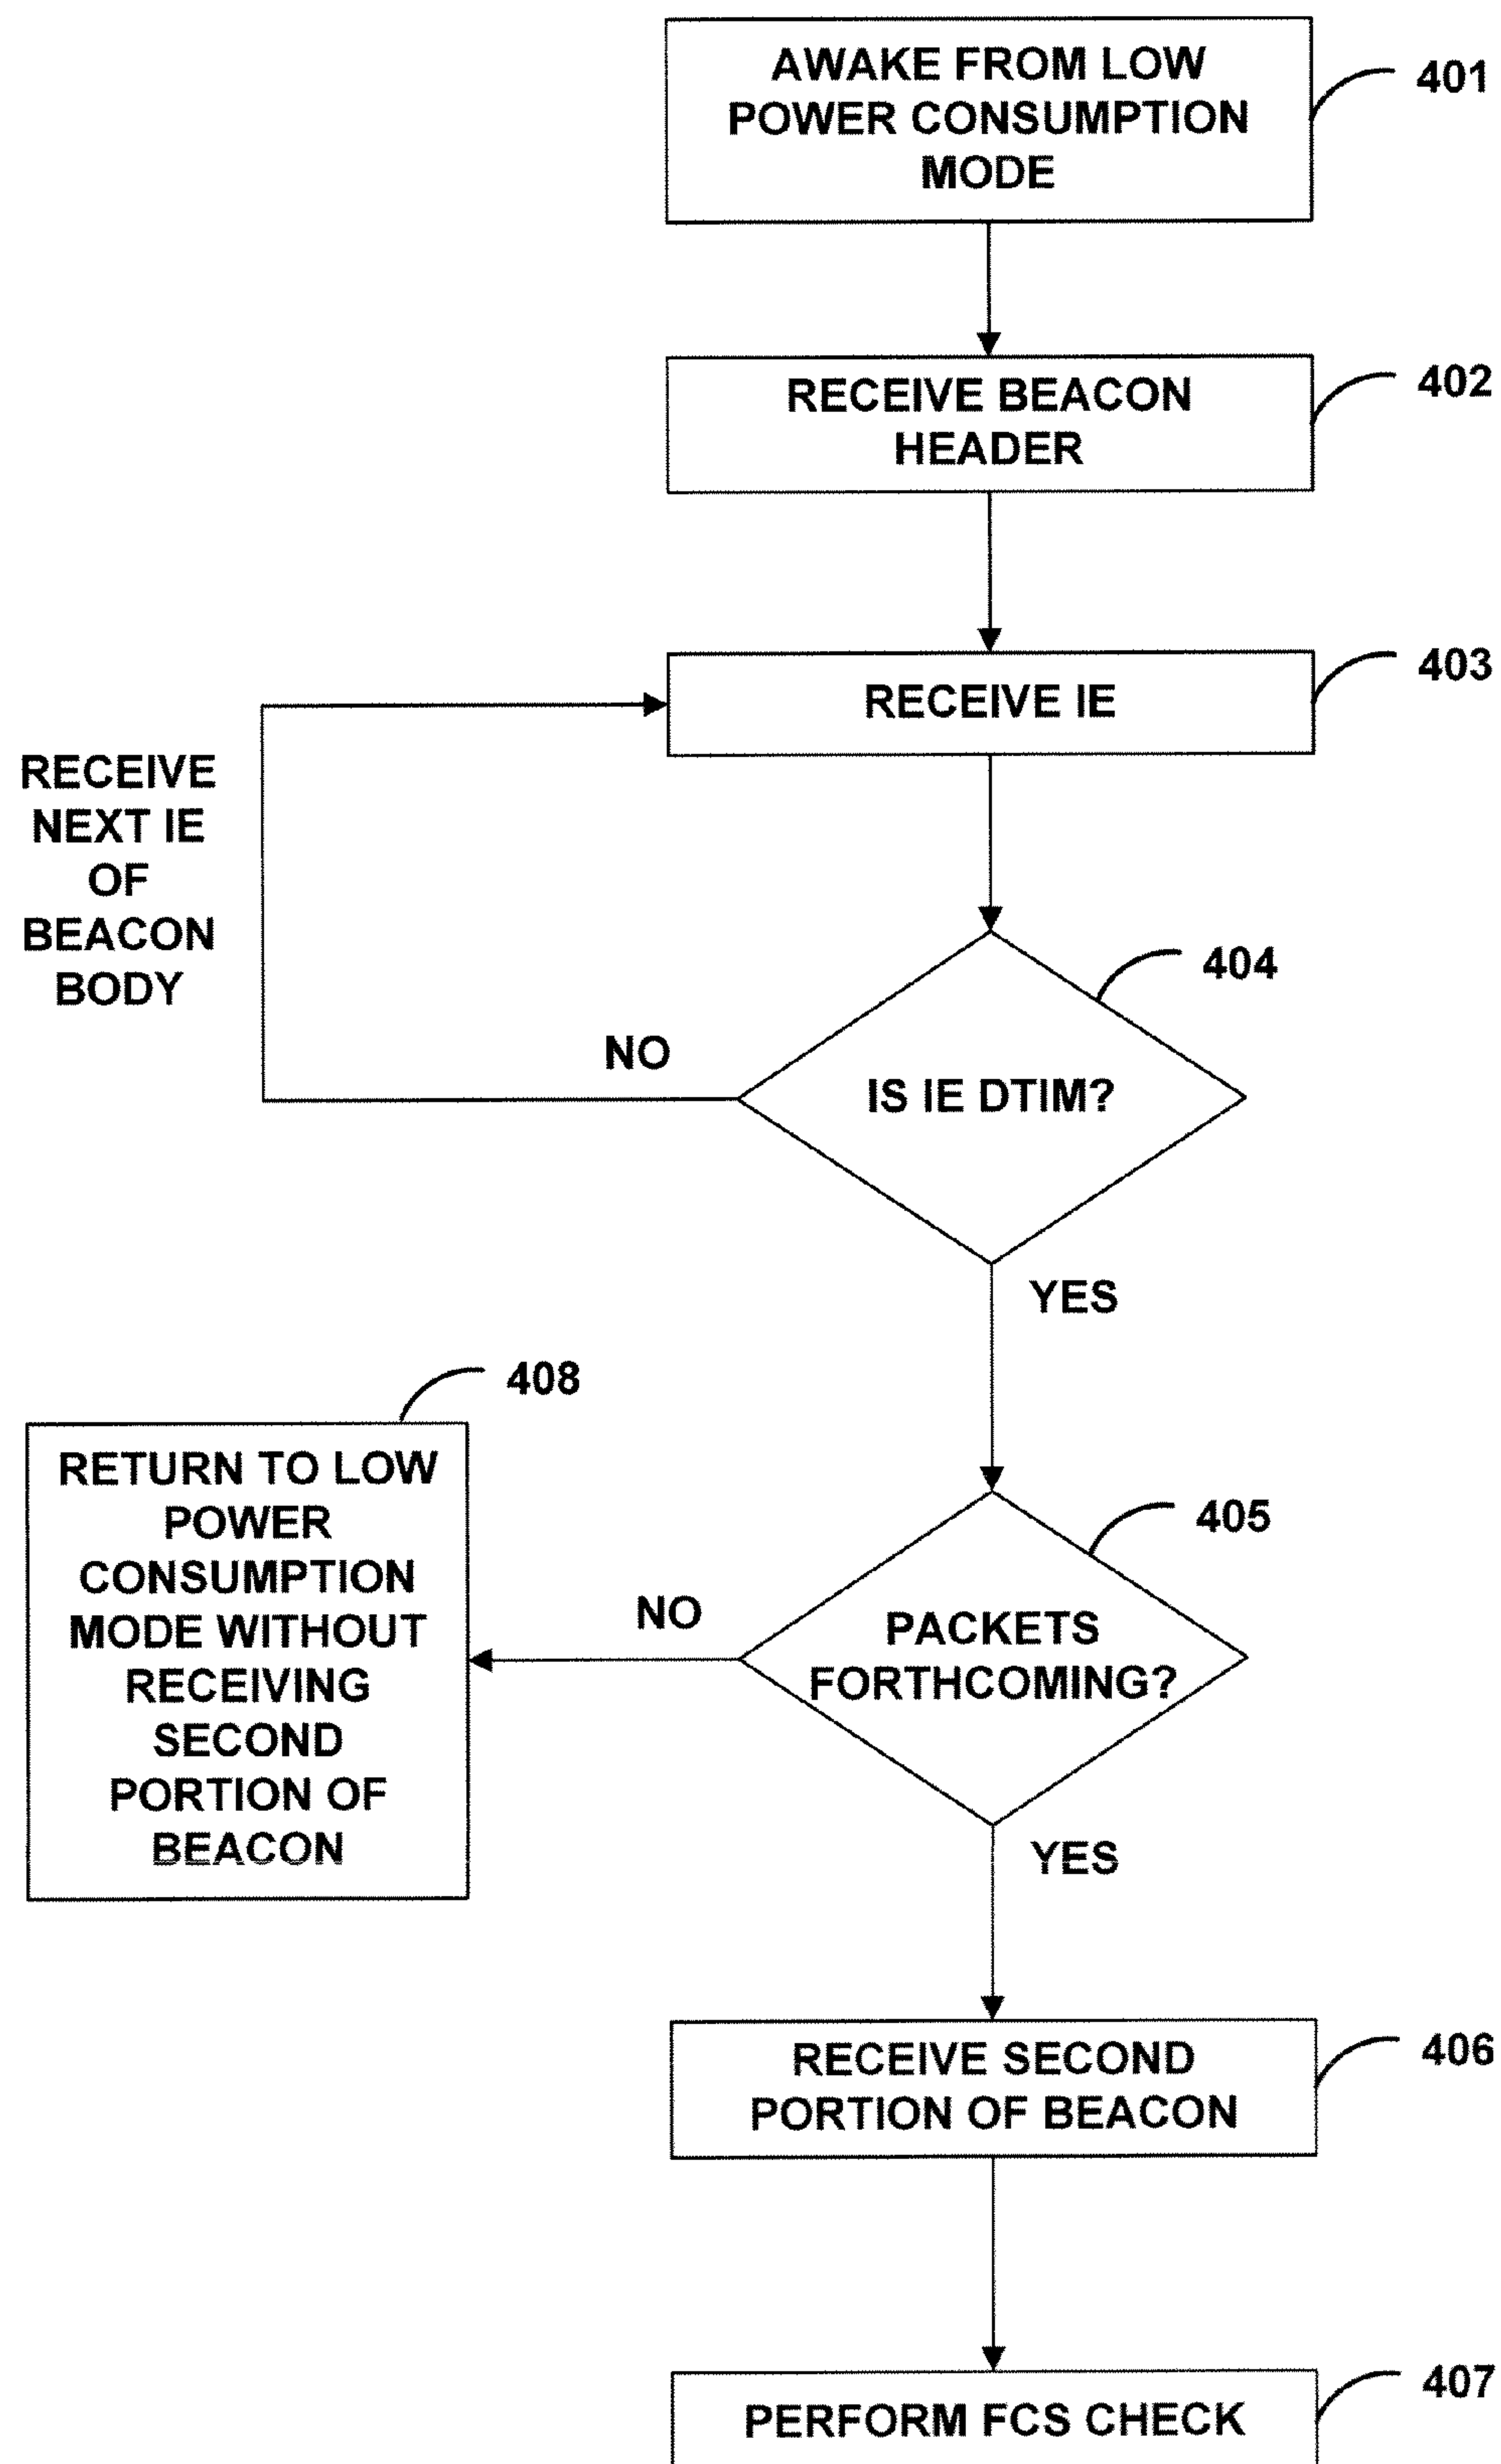 AWAKE FROM LOW
POWER CONSUMPTION
MODE
401
RECEIVE BEACON
HEADER
402
RECEIVE IE
403
RECEIVE
NEXT IE
OF
BEACON
BODY
404
NO
IS IE DTIM?
YES
408
RETURN TO LOW
POWER
CONSUMPTION
MODE WITHOUT
RECEIVING
SECOND
PORTION OF
BEACON
405
NO
PACKETS
FORTHCOMING?
YES
RECEIVE SECOND
PORTION OF BEACON
406
PERFORM FCS CHECK
407